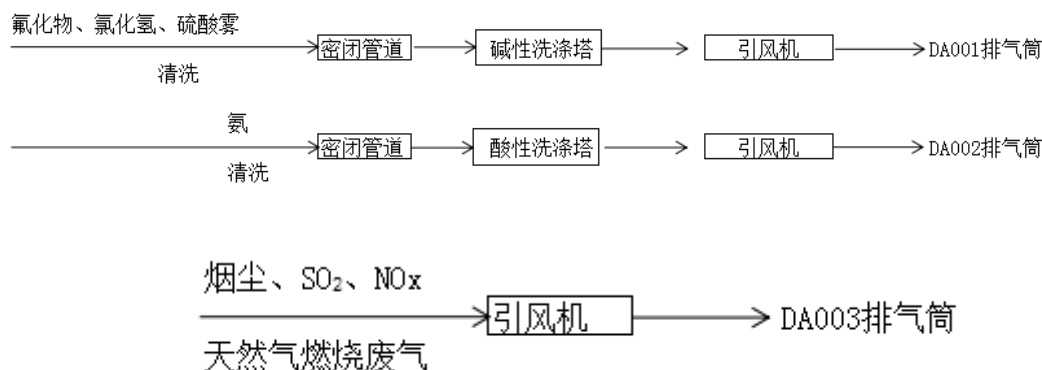 氟化物、氯化氢、硫酸雾
清洗
密闭管道
碱性洗涤塔
引风机
DA001排气筒
氨
清洗
密闭管道
酸性洗涤塔
引风机
DA002排气筒
烟尘、SO₂、NOx
天然气燃烧废气
引风机
DA003排气筒